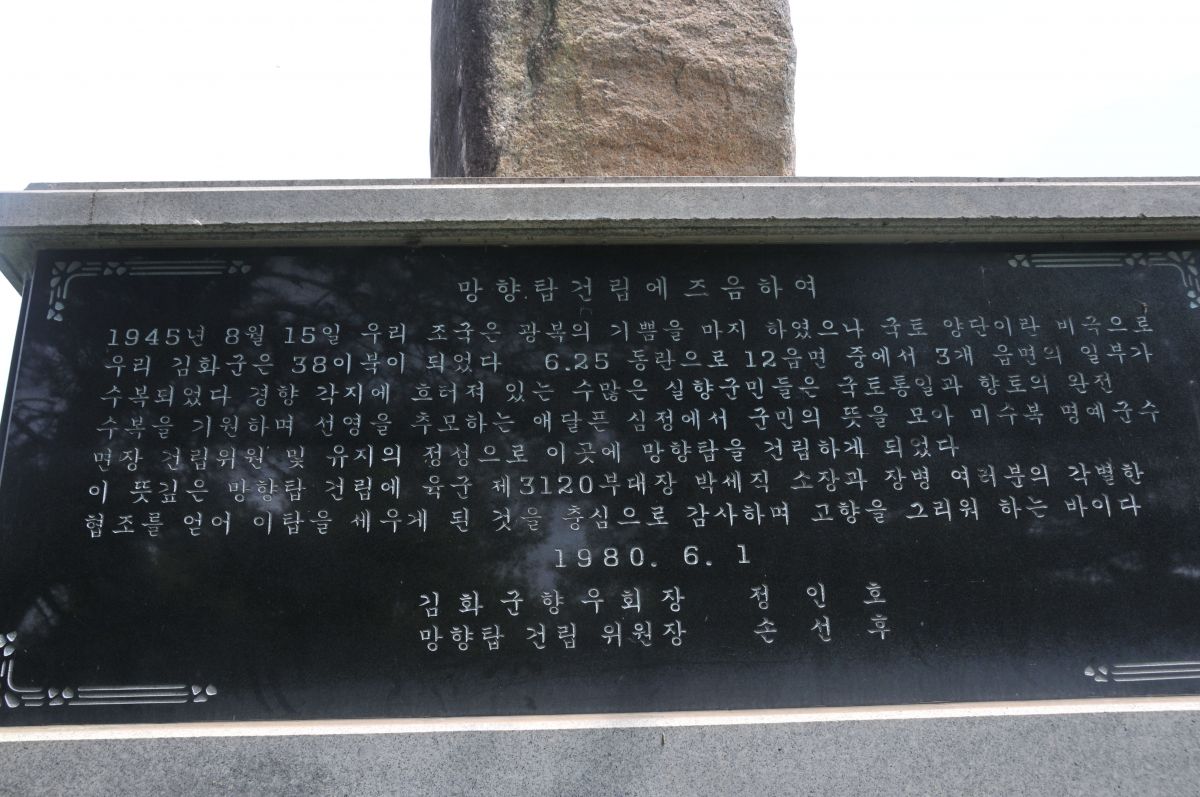 망향탑건립에즈음하여
1945년 8월 15일 우리 조국은 광복의 기쁨을 마지 하였으나 국토 양단이라 비극으로
우리 김화군은 38이북이 되었다 6.25 동란으로 12읍면 중에서 3개 읍면의 일부가
수복되었다 경향 각지에 흐터져 있는 수많은 실향군민들은 국토통일과 향토의 완전
수복을 기원하며 선영을 추모하는 애달픈 심정에서 군민의 뜻을 모아 미수복 명예군수
면장 건립위원 및 유지의 정성으로 이곳에 망향탑을 건립하게 되었다
이 뜻깊은 망향탑 건립에 육군 제3120부대장 박세직 소장과 장병 여러분의 각별한
협조를 얻어 이탑을 세우게 된 것을 충심으로 감사하며 고향을 그리워 하는 바이다
1980. 6. 1
김화군향우회장 정인호
망향탑 건립 위원장 손선후